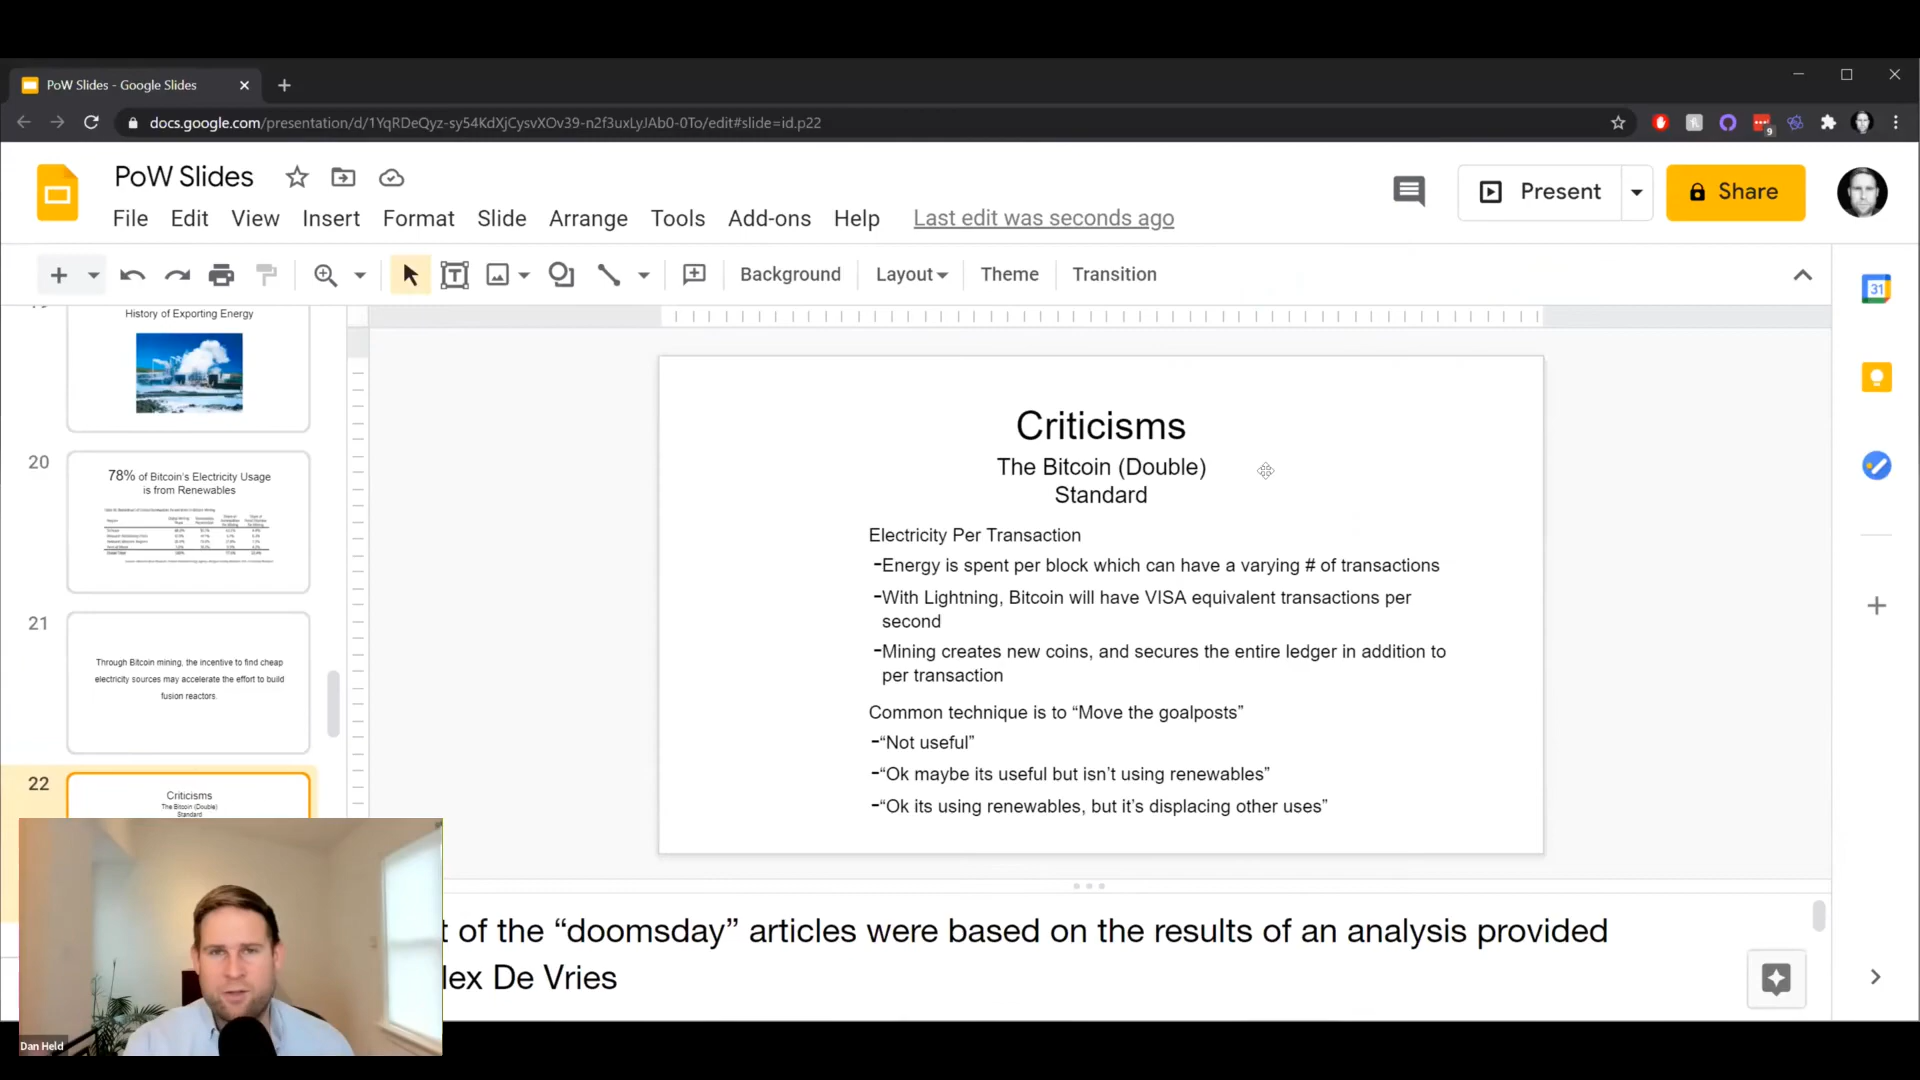 PoW Slides - Google Slides
docs.google.com/presentation/d/1YqRDeQyz-sy54KdXjCysvXOv39-n2f3uxLyJAb0-0To/edit#slide=id.p22
9
PoW Slides
Present
Share
File Edit View Insert Format Slide Arrange Tools Add-ons Help Last edit was seconds ago
Background Layout Theme Transition
31
History of Exporting Energy
20
78% of Bitcoin's Electricity Usage
is from Renewables
21
Through Bitcoin mining, the incentive to find cheap
electricity sources may accelerate the effort to build
fusion reactors.
22
Criticisms
The Bitcoin (Double)
Standard
Criticisms
The Bitcoin (Double)
Standard
Electricity Per Transaction
-Energy is spent per block which can have a varying # of transactions
-With Lightning, Bitcoin will have VISA equivalent transactions per
second
-Mining creates new coins, and secures the entire ledger in addition to
per transaction
Common technique is to “Move the goalposts”
-“Not useful”
-“Ok maybe its useful but isn’t using renewables”
-“Ok its using renewables, but it’s displacing other uses”
t of the “doomsday” articles were based on the results of an analysis provided
lex De Vries
Dan Held